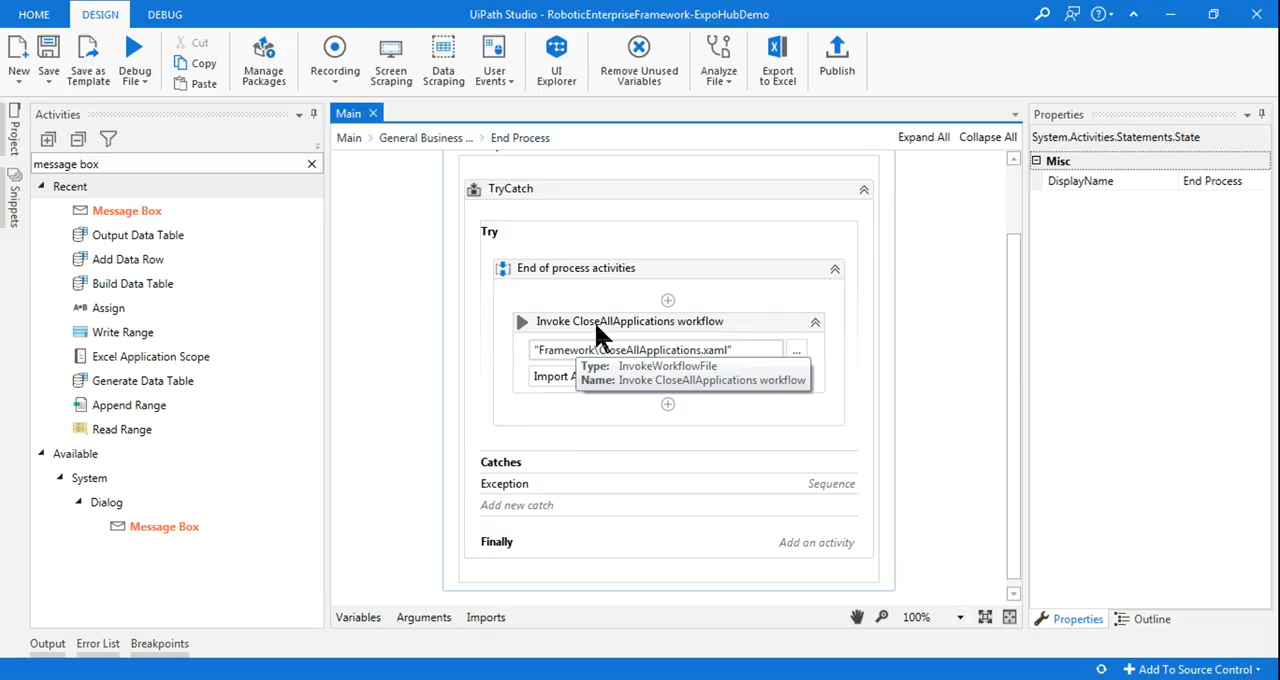 HOME DESIGN DEBUG UiPath Studio - RoboticEnterpriseFramework-ExpoHubDemo
New Save Save as Template Debug File Cut Copy Paste Manage Packages Recording Screen Scraping Data Scraping User Events UI Explorer Remove Unused Variables Analyze File Export to Excel Publish
Project
Snippets
Activities
message box
Recent
Message Box
Output Data Table
Add Data Row
Build Data Table
Assign
Write Range
Excel Application Scope
Generate Data Table
Append Range
Read Range
Available
System
Dialog
Message Box
Main
Main > General Business ... > End Process Expand All Collapse All
TryCatch
Try
End of process activities
Invoke CloseAllApplications workflow
"Framework\CloseAllApplications.xaml" ...
Import A
Type: InvokeWorkflowFile
Name: Invoke CloseAllApplications workflow
Catches
Exception Sequence
Add new catch
Finally Add an activity
Variables Arguments Imports 100%
Properties
System.Activities.Statements.State
Misc
DisplayName End Process
Properties Outline
Output Error List Breakpoints
Add To Source Control